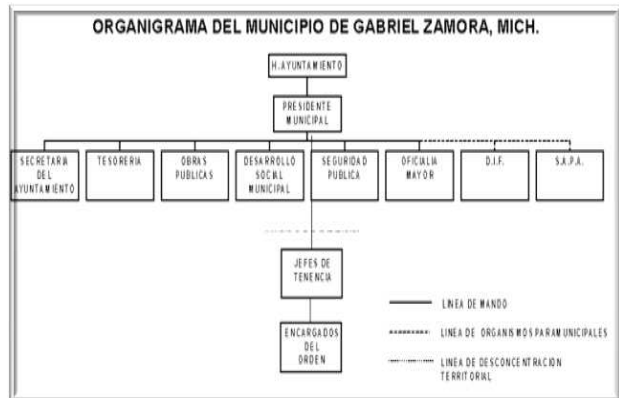 ORGANIGRAMA DEL MUNICIPIO DE GABRIEL ZAMORA, MICH.
H. AYUNTAMIENTO
PRESIDENTE
MUNICIPAL
SECRETARIA
DEL
AYUNTAMIENTO
TESORERIA
OBRAS
PUBLICAS
DESARROLLO
SOCIAL
MUNICIPAL
SEGURIDAD
PUBLICA
OFICIALIA
MAYOR
D.I.F.
S.A.P.A.
JEFES DE
TENENCIA
ENCARGADOS
DEL
ORDEN
LINEA DE MANDO
LINEA DE ORGANISMOS PARAMUNICIPALES
LINEA DE DESCONCENTRACION
TERRITORIAL